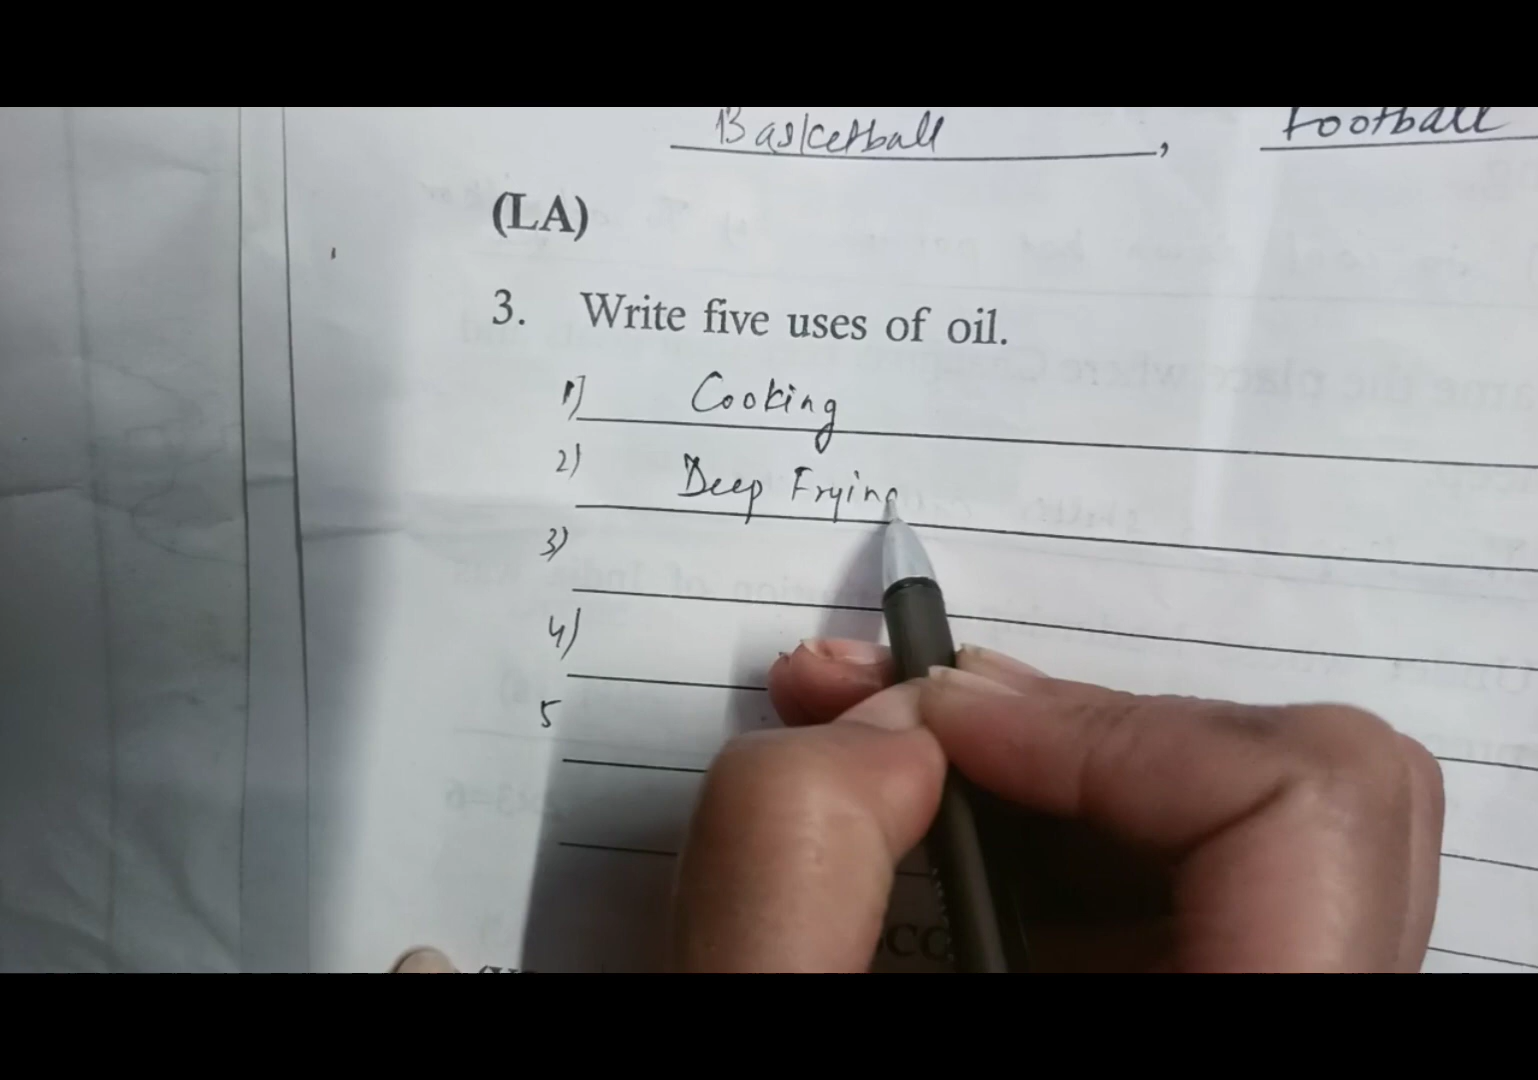 Basketball, Football
(LA)
3. Write five uses of oil.
1) Cooking
2) Deep Frying
3)
4)
5